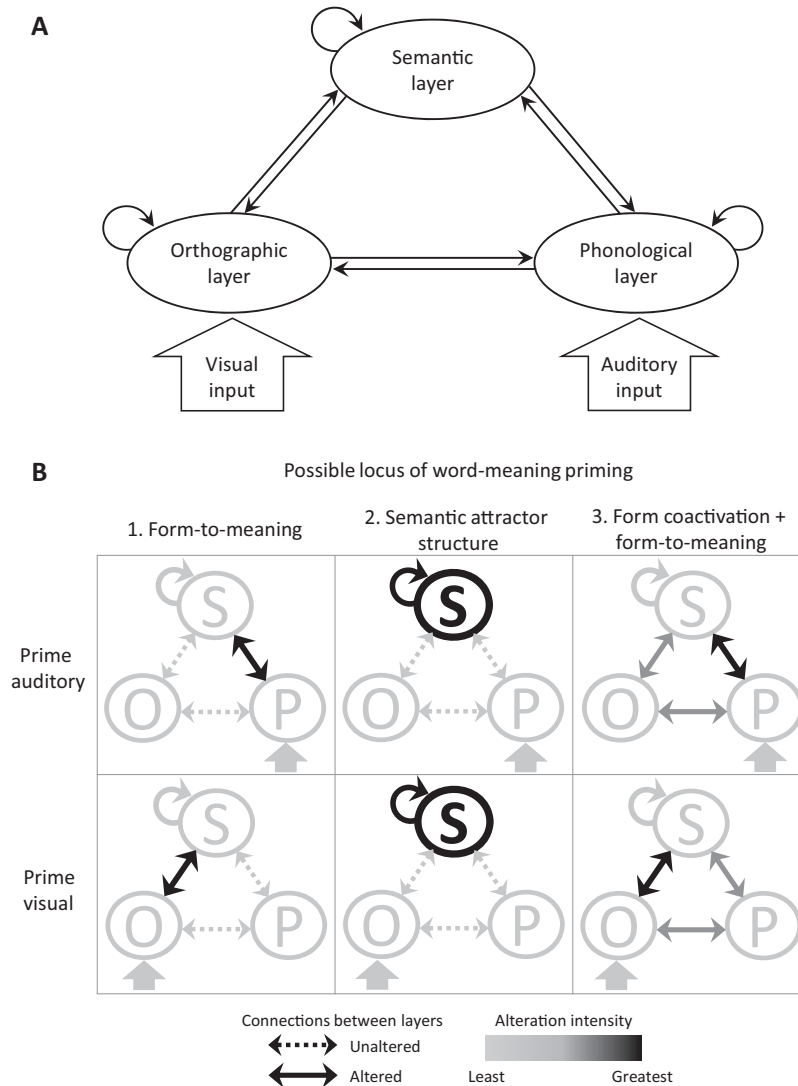 A
Semantic
layer
Orthographic
layer
Phonological
layer
Visual
input
Auditory
input
B
Possible locus of word-meaning priming
1. Form-to-meaning
2. Semantic attractor
structure
3. Form coactivation +
form-to-meaning
Prime
auditory
S
O
P
S
O
P
S
O
P
Prime
visual
S
O
P
S
O
P
S
O
P
Connections between layers
Unaltered
Altered
Alteration intensity
Least
Greatest